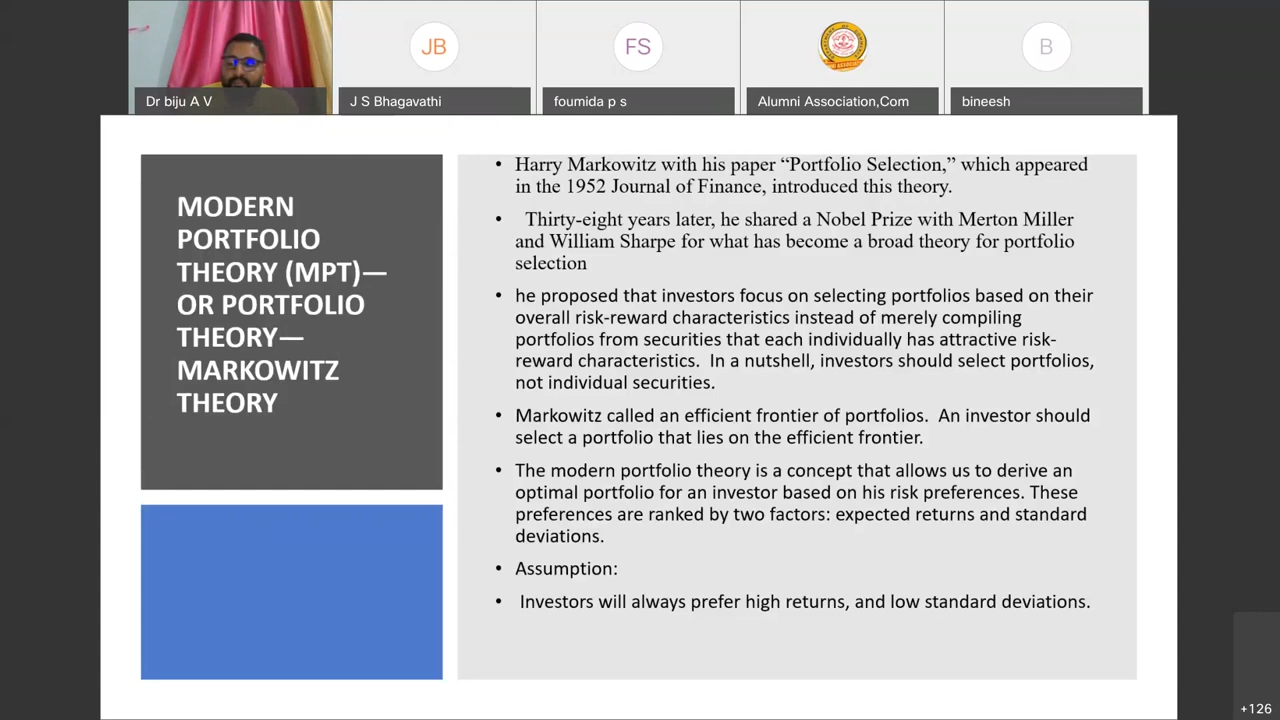 JB
FS
B
Dr biju A V
J S Bhagavathi
foumida p s
Alumni Association,Com
bineesh
MODERN
PORTFOLIO
THEORY (MPT)—
OR PORTFOLIO
THEORY—
MARKOWITZ
THEORY
• Harry Markowitz with his paper “Portfolio Selection,” which appeared
in the 1952 Journal of Finance, introduced this theory.
• Thirty-eight years later, he shared a Nobel Prize with Merton Miller
and William Sharpe for what has become a broad theory for portfolio
selection
• he proposed that investors focus on selecting portfolios based on their
overall risk-reward characteristics instead of merely compiling
portfolios from securities that each individually has attractive risk-
reward characteristics. In a nutshell, investors should select portfolios,
not individual securities.
• Markowitz called an efficient frontier of portfolios. An investor should
select a portfolio that lies on the efficient frontier.
• The modern portfolio theory is a concept that allows us to derive an
optimal portfolio for an investor based on his risk preferences. These
preferences are ranked by two factors: expected returns and standard
deviations.
• Assumption:
• Investors will always prefer high returns, and low standard deviations.
+126